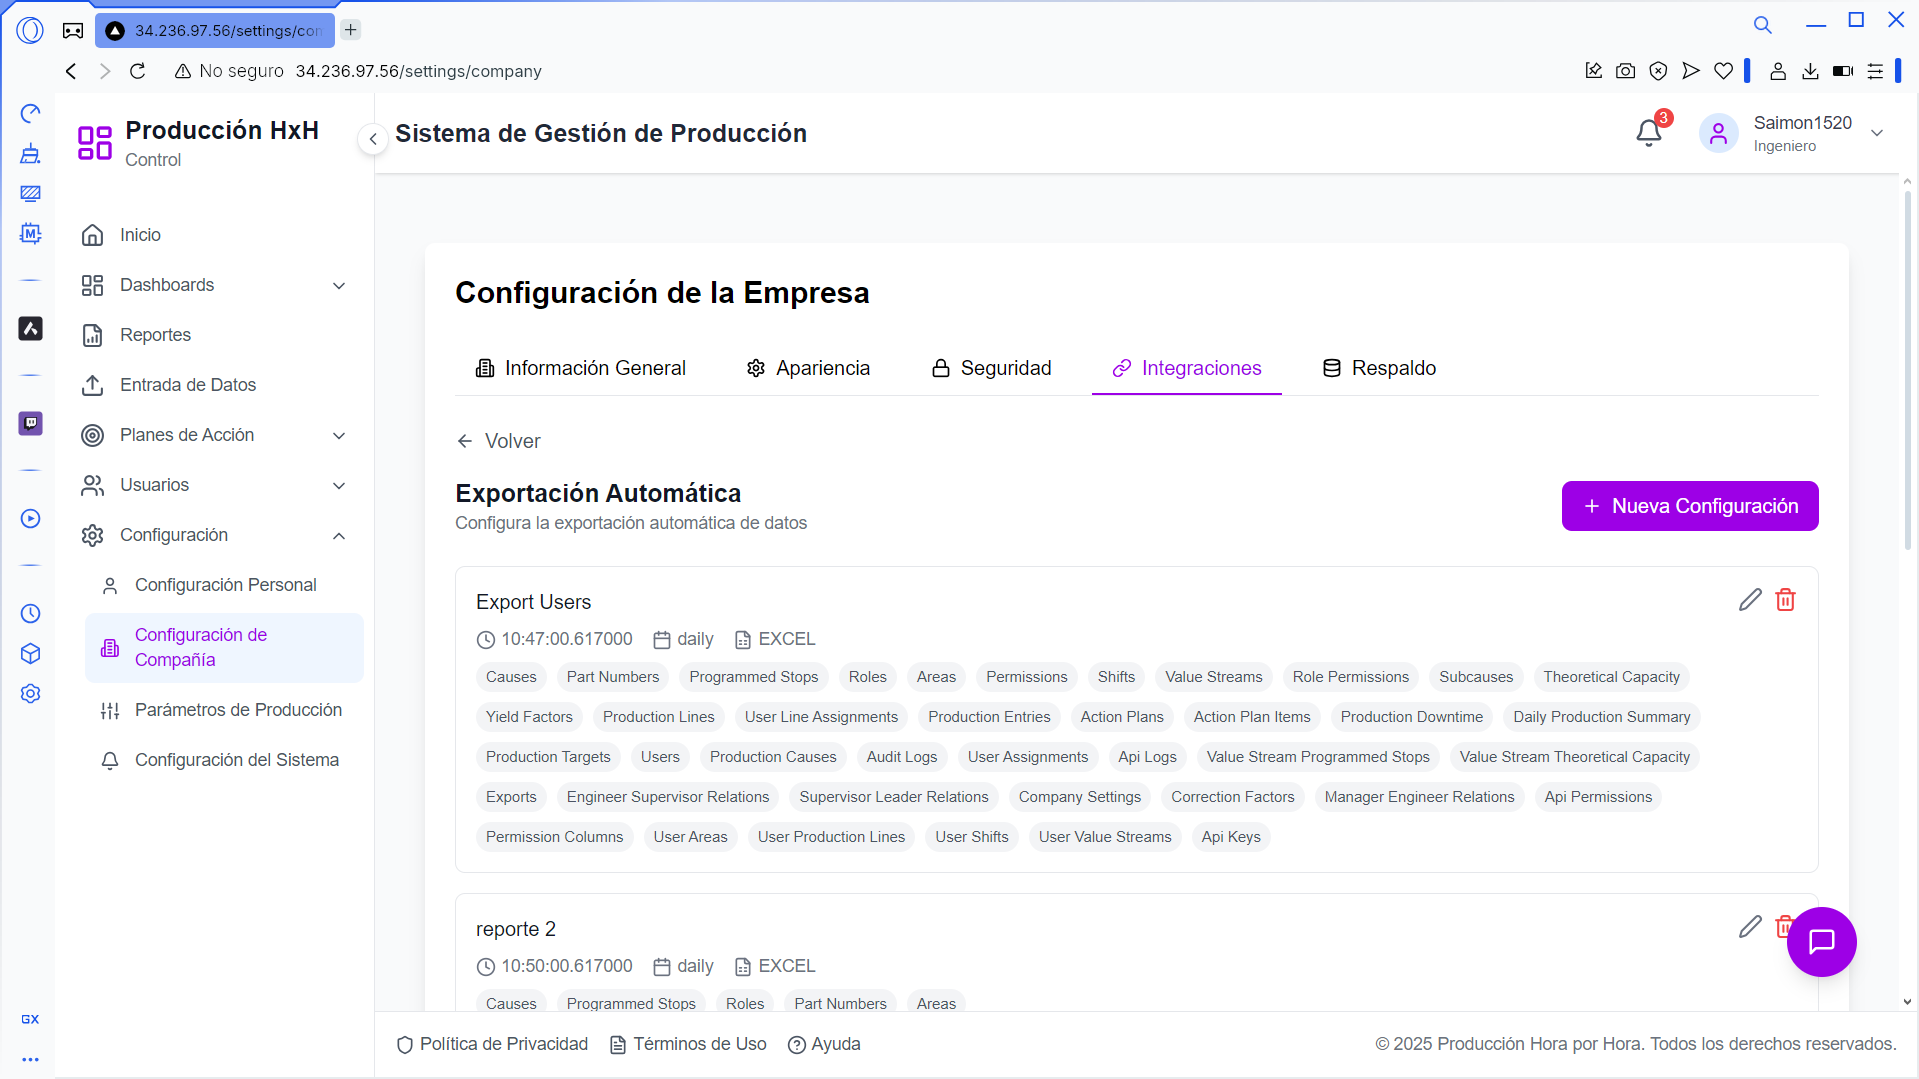 34.236.97.56/settings/con
No seguro 34.236.97.56/settings/company
Producción HxH
Control
Sistema de Gestión de Producción
3
Saimon1520
Ingeniero
Inicio
Dashboards
Reportes
Entrada de Datos
Planes de Acción
Usuarios
Configuración
Configuración Personal
Configuración de
Compañía
Parámetros de Producción
Configuración del Sistema
M
GX
Configuración de la Empresa
Información General Apariencia Seguridad Integraciones Respaldo
Volver
Exportación Automática
Configura la exportación automática de datos
Nueva Configuración
Export Users
10:47:00.617000 daily EXCEL
Causes Part Numbers Programmed Stops Roles Areas Permissions Shifts Value Streams Role Permissions Subcauses Theoretical Capacity
Yield Factors Production Lines User Line Assignments Production Entries Action Plans Action Plan Items Production Downtime Daily Production Summary
Production Targets Users Production Causes Audit Logs User Assignments Api Logs Value Stream Programmed Stops Value Stream Theoretical Capacity
Exports Engineer Supervisor Relations Supervisor Leader Relations Company Settings Correction Factors Manager Engineer Relations Api Permissions
Permission Columns User Areas User Production Lines User Shifts User Value Streams Api Keys
reporte 2
10:50:00.617000 daily EXCEL
Causes Programmed Stops Roles Part Numbers Areas
Política de Privacidad Términos de Uso Ayuda
© 2025 Producción Hora por Hora. Todos los derechos reservados.